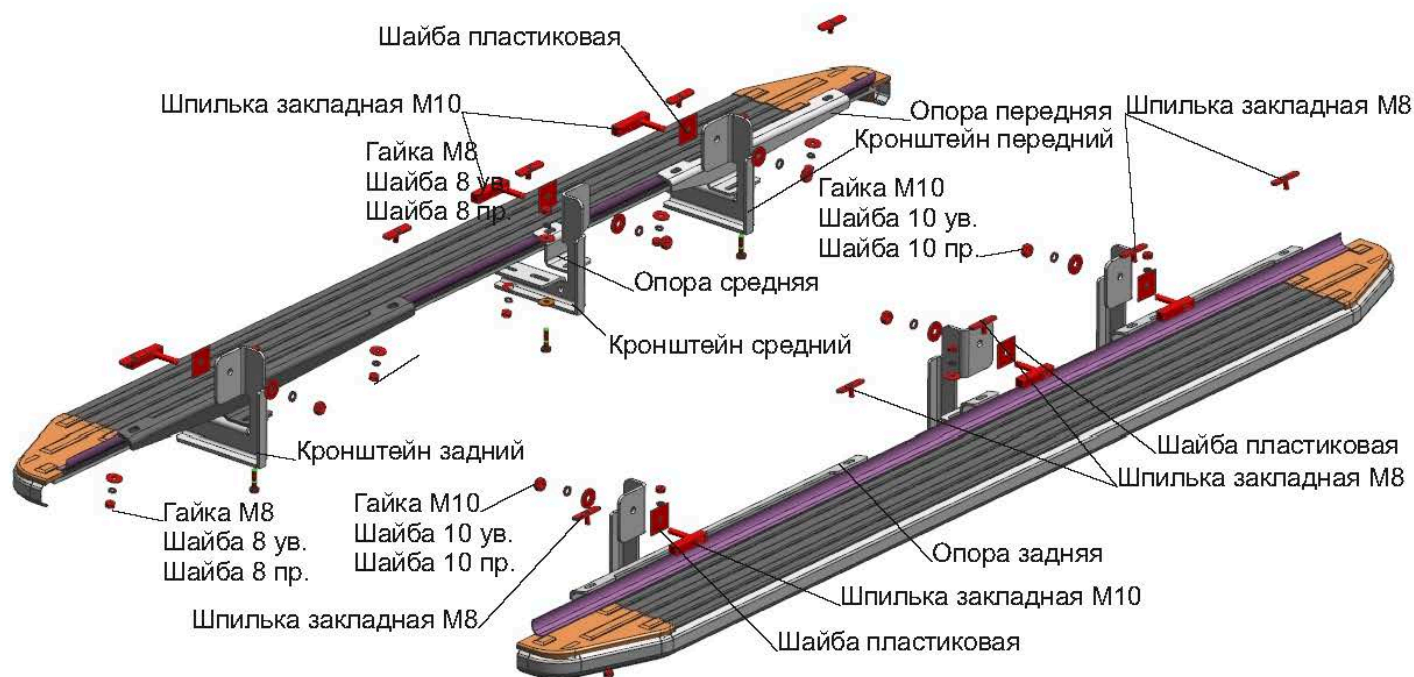 Шайба пластиковая
Шпилька закладная М10
Опора передняя
Шпилька закладная М8
Кронштейн передний
Гайка М8
Шайба 8 ув.
Шайба 8 пр.
Гайка М10
Шайба 10 ув.
Шайба 10 пр.
Опора средняя
Кронштейн средний
Кронштейн задний
Шайба пластиковая
Шпилька закладная М8
Гайка М8
Шайба 8 ув.
Шайба 8 пр.
Гайка М10
Шайба 10 ув.
Шайба 10 пр.
Опора задняя
Шпилька закладная М10
Шпилька закладная М8
Шайба пластиковая